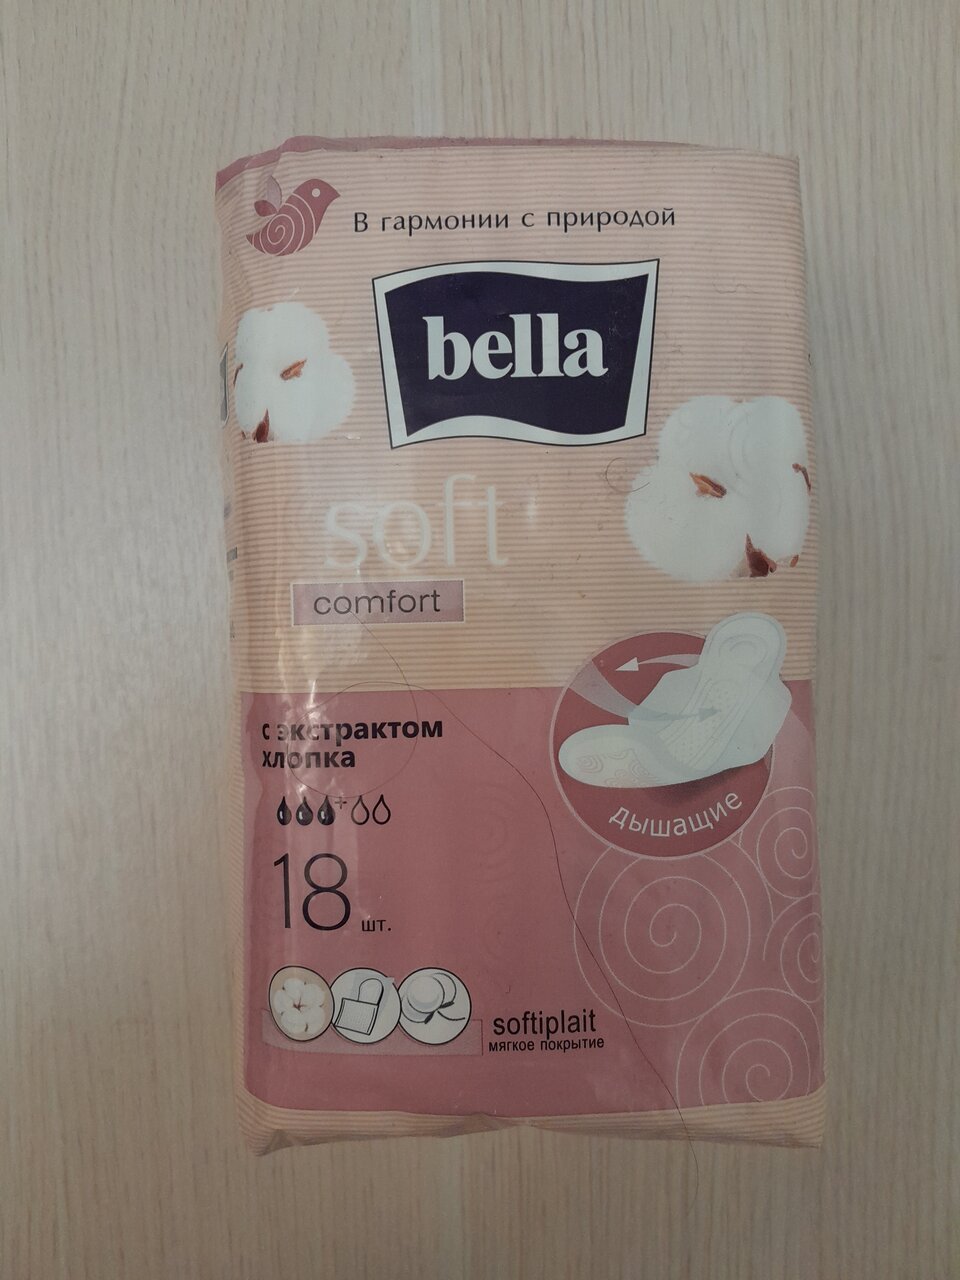 В гармонии с природой
bella
soft
comfort
с экстрактом
хлопка
дышащие
18 шт.
softiplait
мягкое покрытие